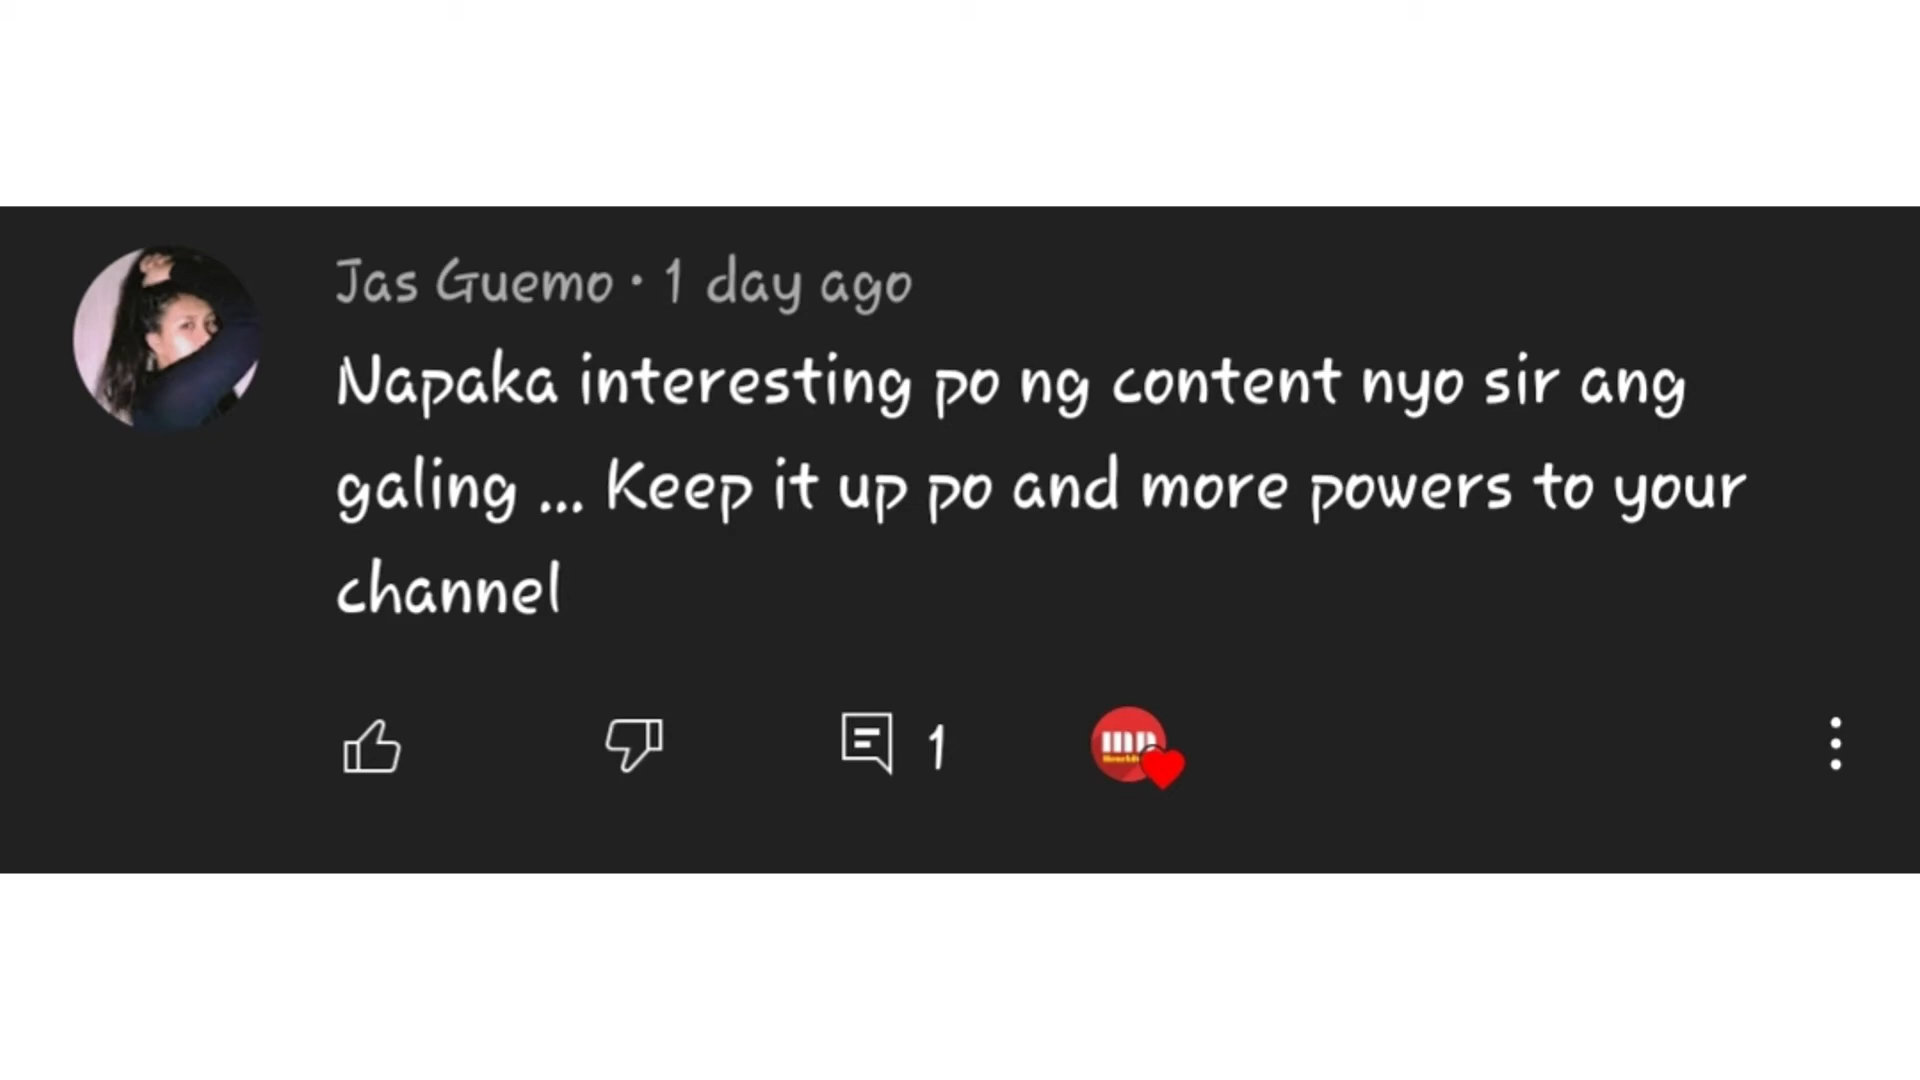 Jas Guemo · 1 day ago
Napaka interesting po ng content nyo sir ang
galing ... Keep it up po and more powers to your
channel
1